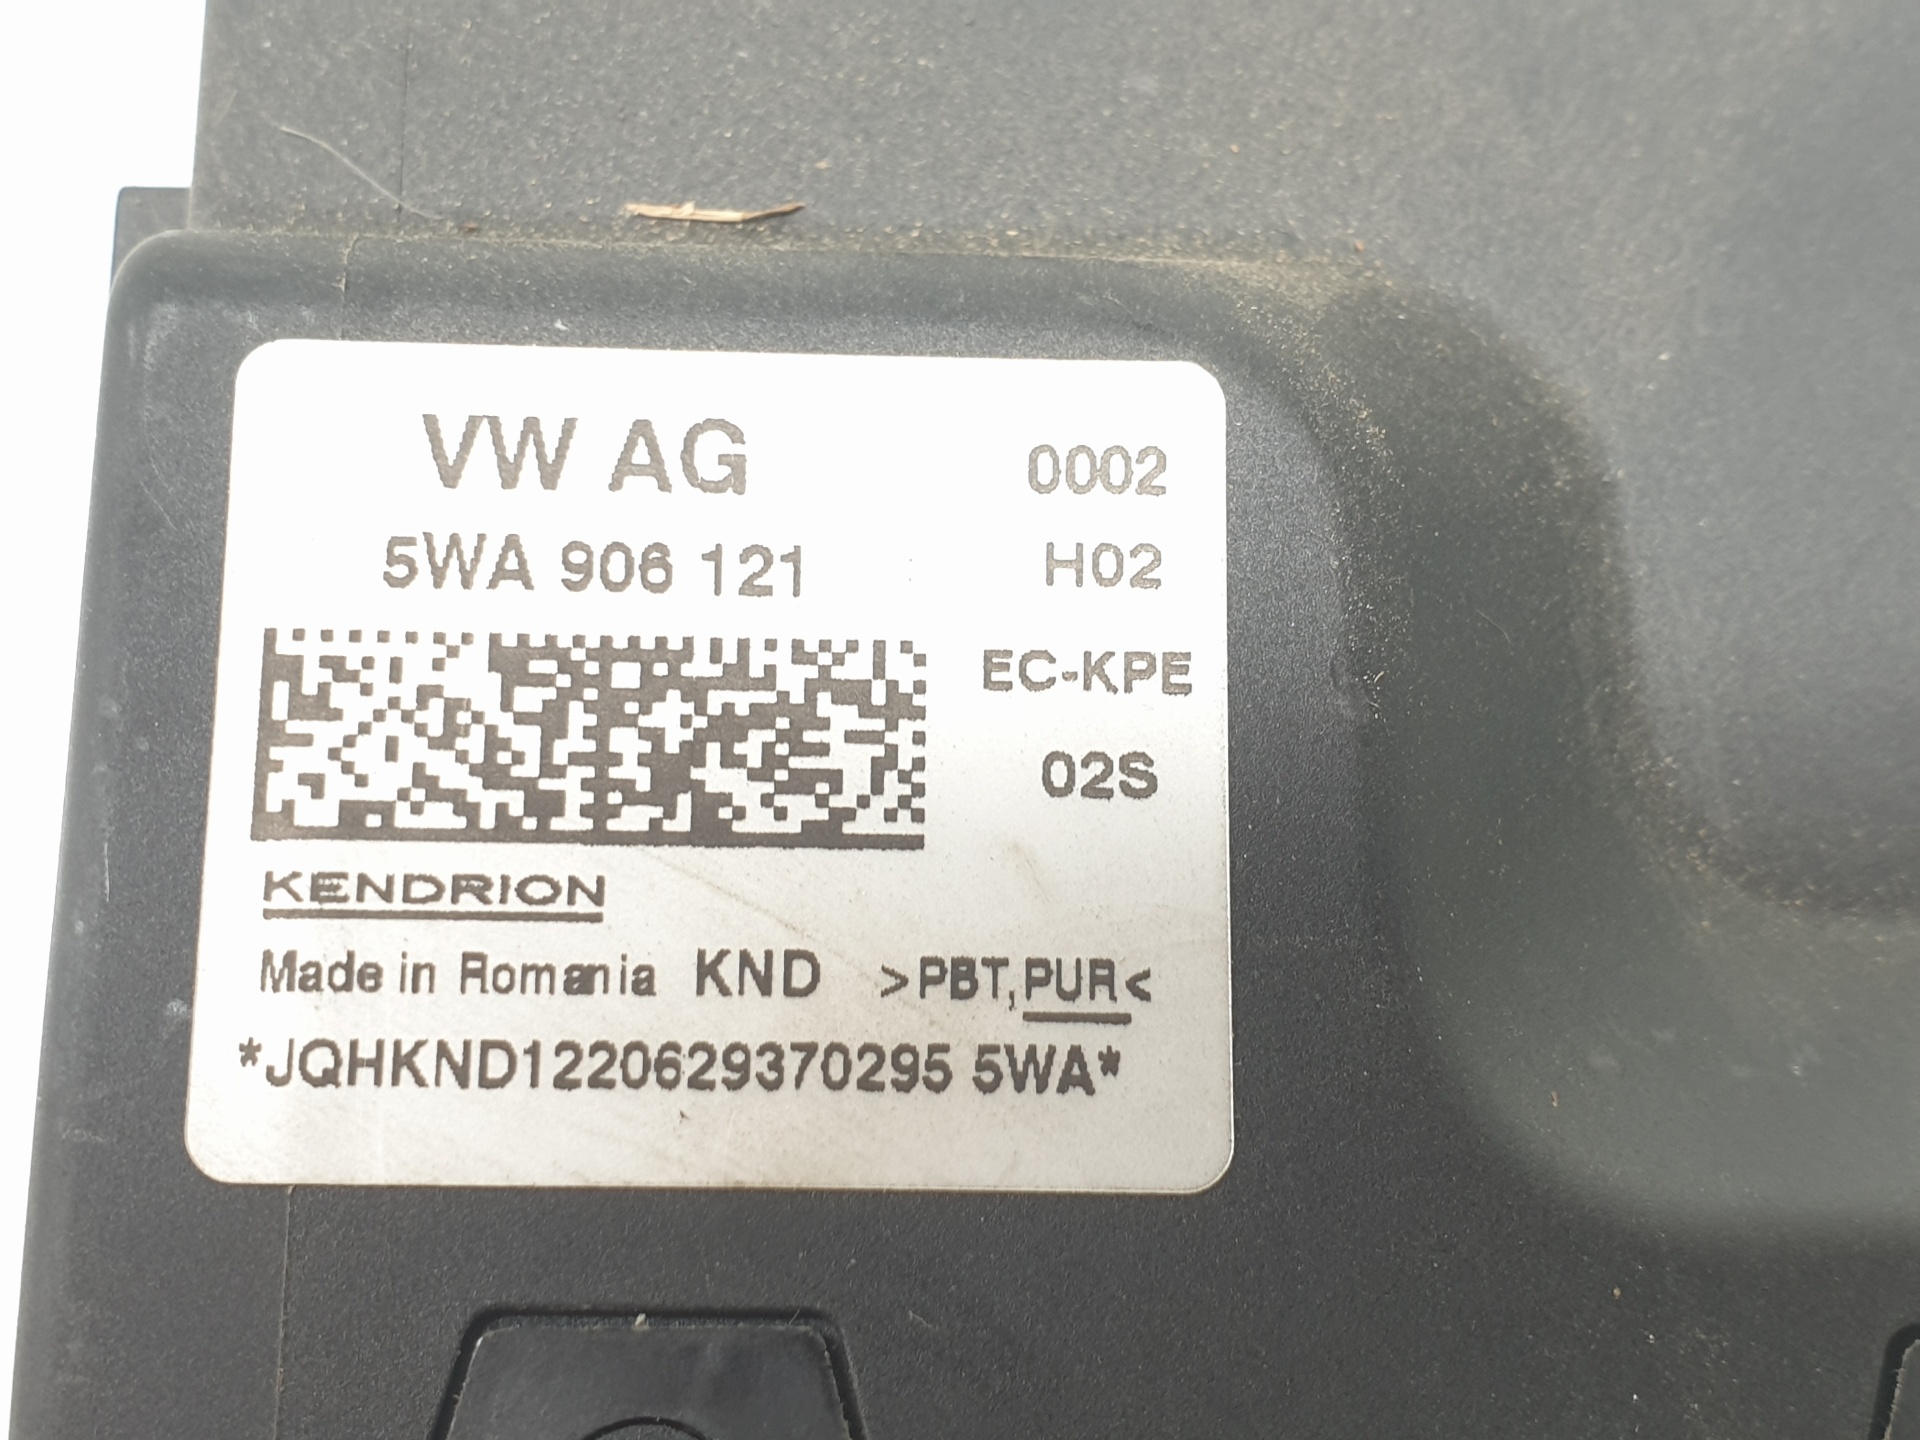 VW AG 0002
5WA 906 121 H02
EC-KPE
02S
KENDRION
Made in Romania KND >PBT,PUR<
*JQHKND1220629370295 5WA*